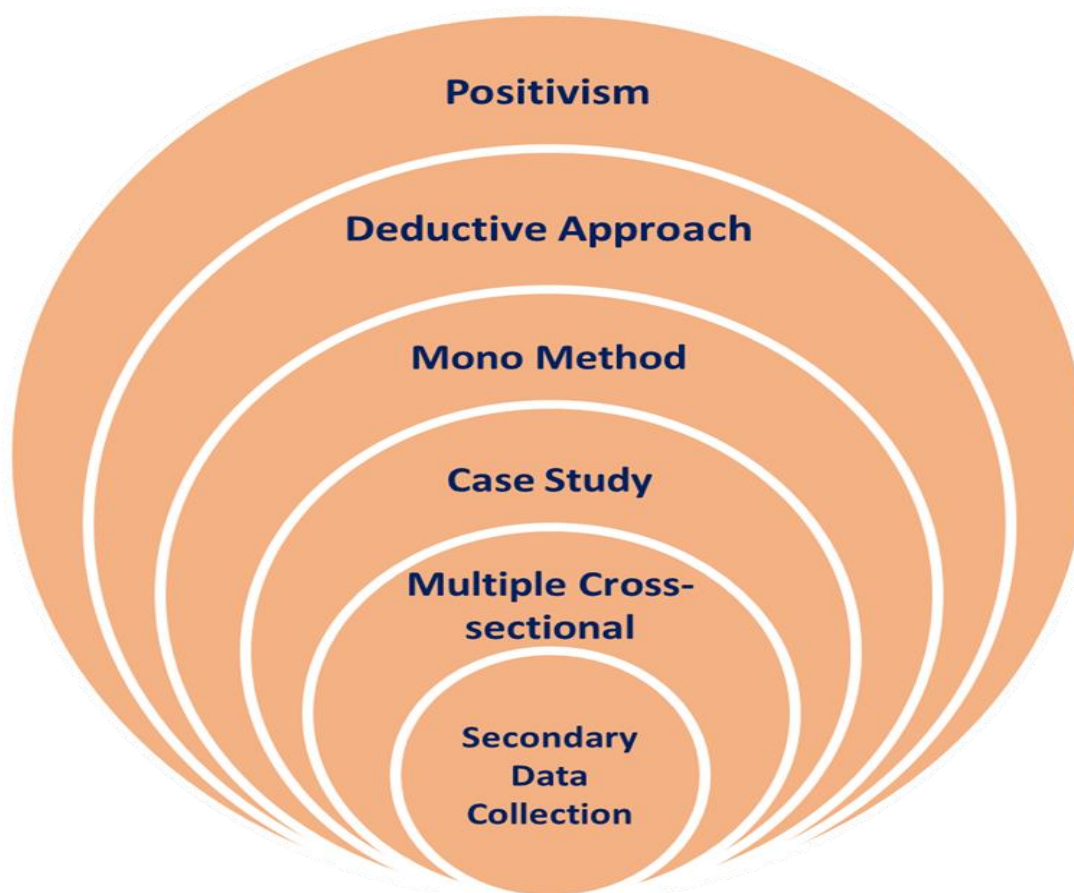 Positivism
Deductive Approach
Mono Method
Case Study
Multiple Cross-
sectional
Secondary
Data
Collection